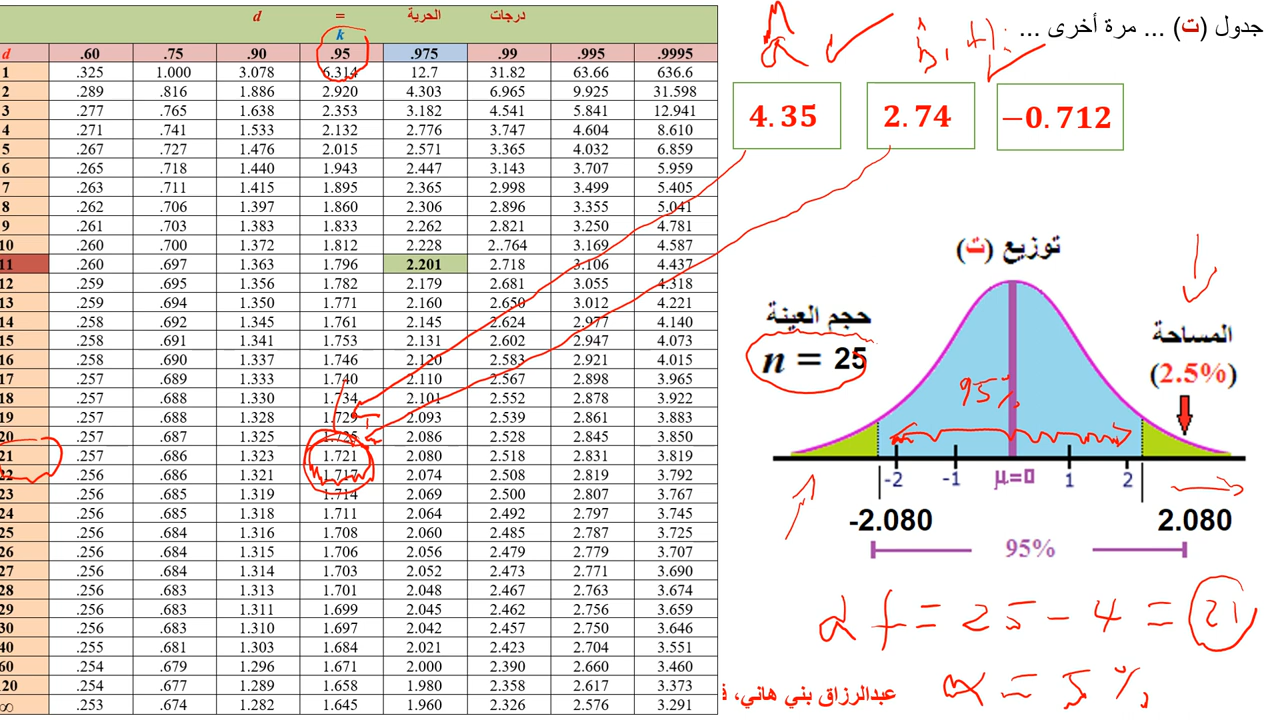 جدول (ت) ... مرة أخرى ...
درجات الحرية = d
k
d .60 .75 .90 .95 .975 .99 .995 .9995
1 .325 1.000 3.078 6.314 12.7 31.82 63.66 636.6
2 .289 .816 1.886 2.920 4.303 6.965 9.925 31.598
3 .277 .765 1.638 2.353 3.182 4.541 5.841 12.941
4 .271 .741 1.533 2.132 2.776 3.747 4.604 8.610
5 .267 .727 1.476 2.015 2.571 3.365 4.032 6.859
6 .265 .718 1.440 1.943 2.447 3.143 3.707 5.959
7 .263 .711 1.415 1.895 2.365 2.998 3.499 5.405
8 .262 .706 1.397 1.860 2.306 2.896 3.355 5.041
9 .261 .703 1.383 1.833 2.262 2.821 3.250 4.781
10 .260 .700 1.372 1.812 2.228 2..764 3.169 4.587
11 .260 .697 1.363 1.796 2.201 2.718 3.106 4.437
12 .259 .695 1.356 1.782 2.179 2.681 3.055 4.318
13 .259 .694 1.350 1.771 2.160 2.650 3.012 4.221
14 .258 .692 1.345 1.761 2.145 2.624 2.977 4.140
15 .258 .691 1.341 1.753 2.131 2.602 2.947 4.073
16 .258 .690 1.337 1.746 2.120 2.583 2.921 4.015
17 .257 .689 1.333 1.740 2.110 2.567 2.898 3.965
18 .257 .688 1.330 1.734 2.101 2.552 2.878 3.922
19 .257 .688 1.328 1.729 2.093 2.539 2.861 3.883
20 .257 .687 1.325 1.725 2.086 2.528 2.845 3.850
21 .257 .686 1.323 1.721 2.080 2.518 2.831 3.819
22 .256 .686 1.321 1.717 2.074 2.508 2.819 3.792
23 .256 .685 1.319 1.714 2.069 2.500 2.807 3.767
24 .256 .685 1.318 1.711 2.064 2.492 2.797 3.745
25 .256 .684 1.316 1.708 2.060 2.485 2.787 3.725
26 .256 .684 1.315 1.706 2.056 2.479 2.779 3.707
27 .256 .684 1.314 1.703 2.052 2.473 2.771 3.690
28 .256 .683 1.313 1.701 2.048 2.467 2.763 3.674
29 .256 .683 1.311 1.699 2.045 2.462 2.756 3.659
30 .256 .683 1.310 1.697 2.042 2.457 2.750 3.646
40 .255 .681 1.303 1.684 2.021 2.423 2.704 3.551
60 .254 .679 1.296 1.671 2.000 2.390 2.660 3.460
120 .254 .677 1.289 1.658 1.980 2.358 2.617 3.373
∞ .253 .674 1.282 1.645 1.960 2.326 2.576 3.291
4.35 2.74 −0.712
توزيع (ت)
حجم العينة
n = 25
المساحة
(2.5%)
95%
-2 -1 μ=0 1 2
-2.080 2.080
95%
df = 25 - 4 = 21
α = 5%
عبدالرزاق بني هاني،